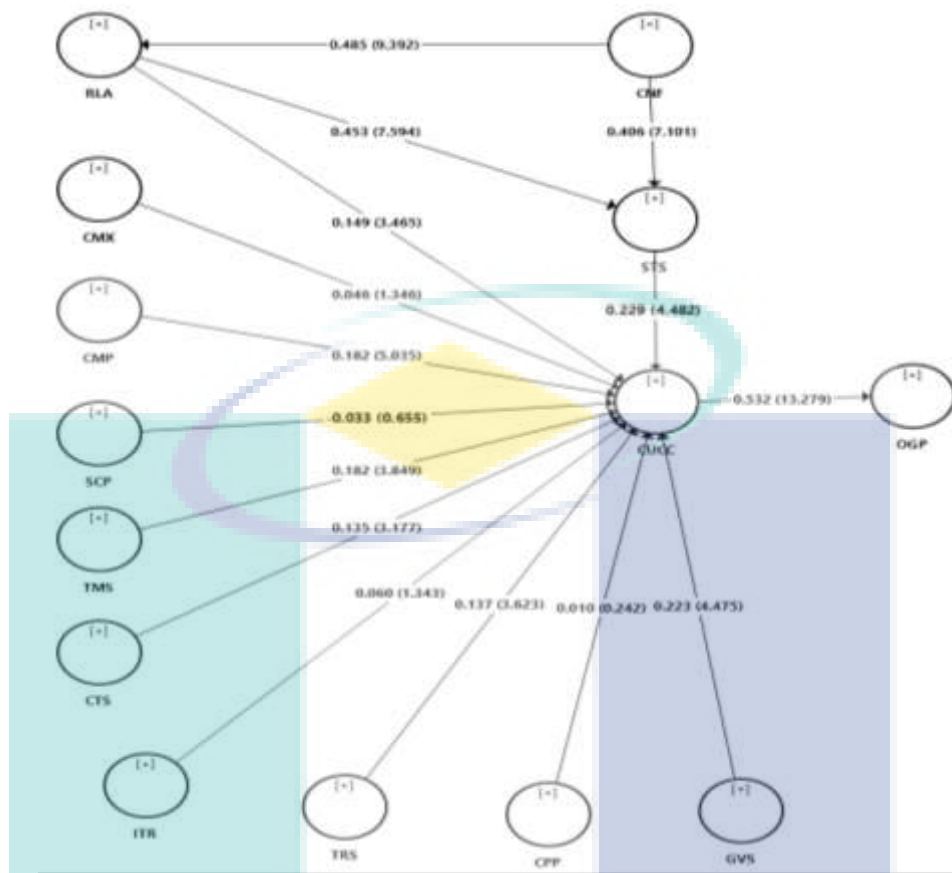 [+]
[+]
0.485 (9.392)
RLA
CNF
0.453 (7.594)
0.406 (7.101)
[+]
[+]
CMX
0.149 (3.465)
STS
0.046 (1.346)
[+]
0.229 (4.482)
CMP
0.182 (5.035)
[+]
[+]
0.532 (13.279)
[+]
0.033 (0.655)
OGP
SCP
0.182 (3.849)
[+]
TMS
0.135 (3.177)
0.060 (1.343)
0.137 (3.623)
0.010 (0.242)
0.223 (4.475)
[+]
CTS
[+]
[+]
[+]
[+]
ITR
TRS
CPP
GVS